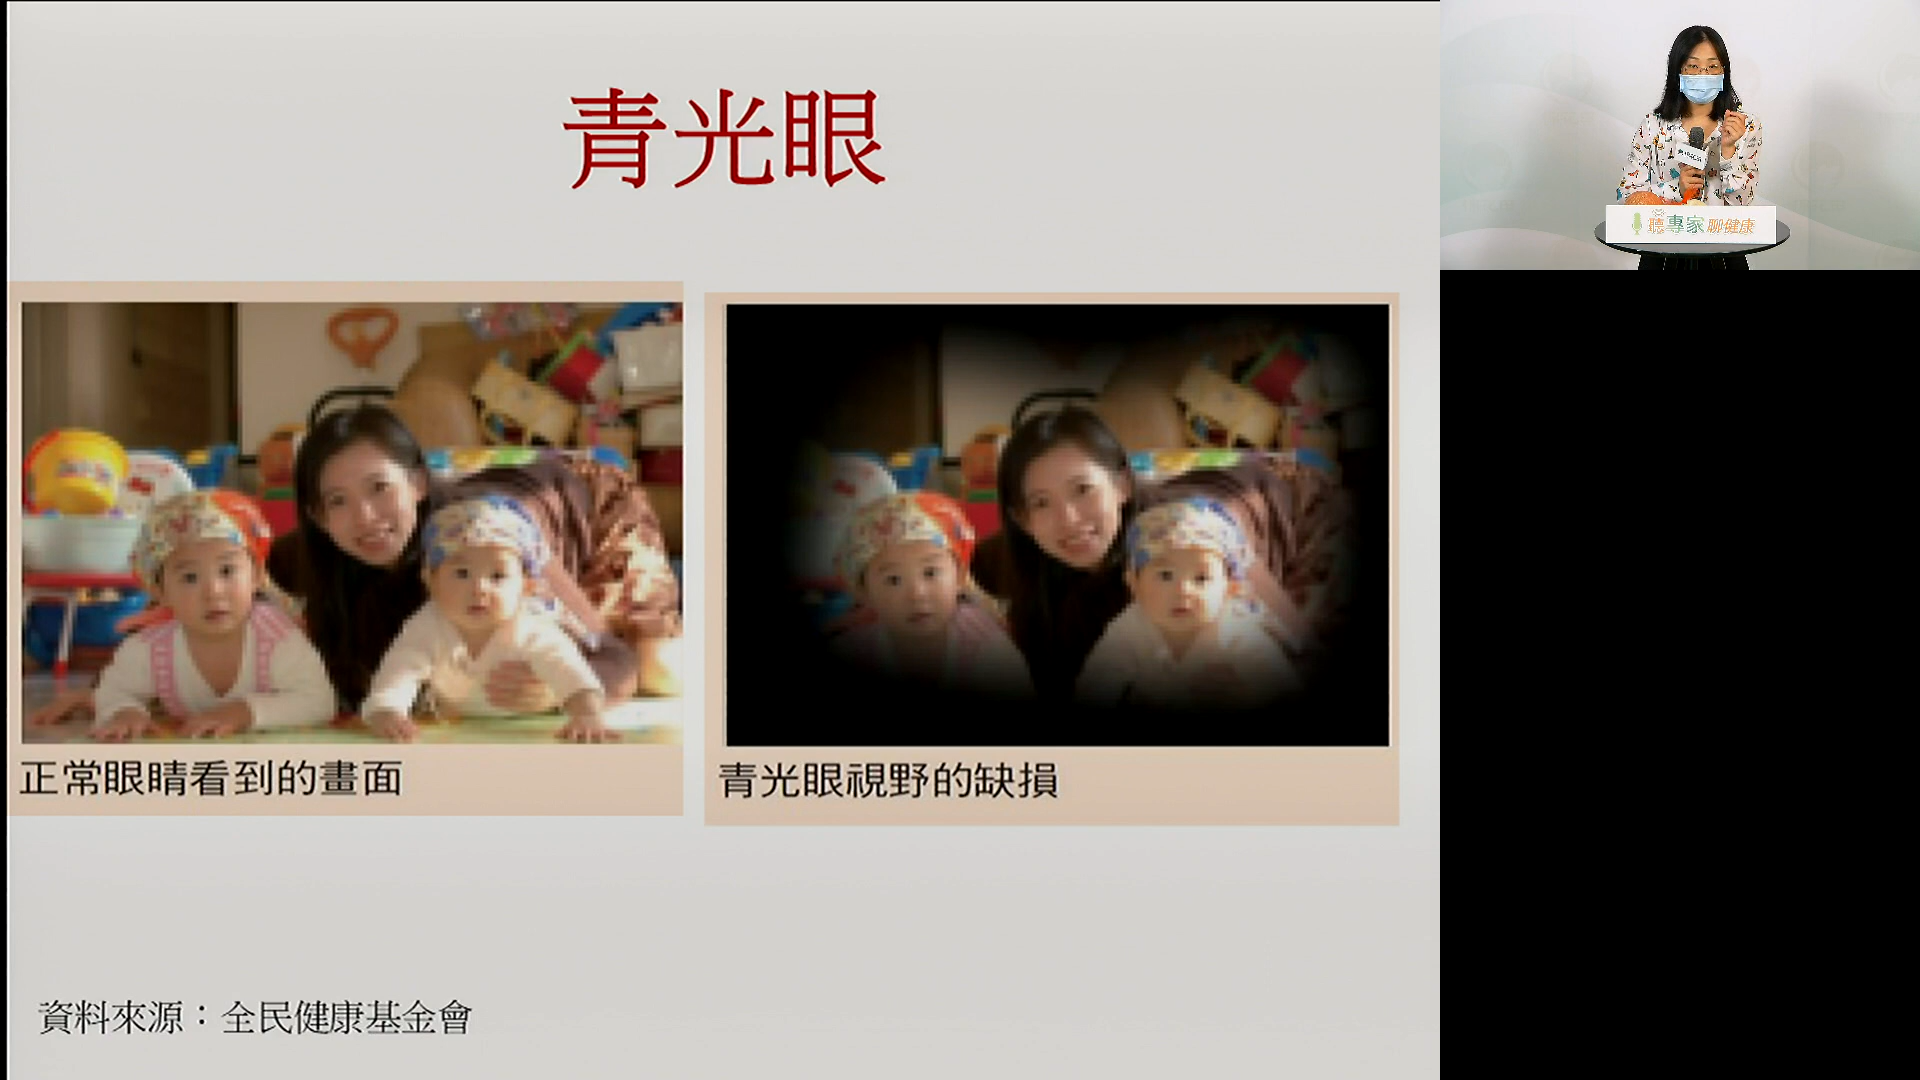 青光眼
正常眼睛看到的畫面
青光眼視野的缺損
資料來源：全民健康基金會
聽專家聊健康